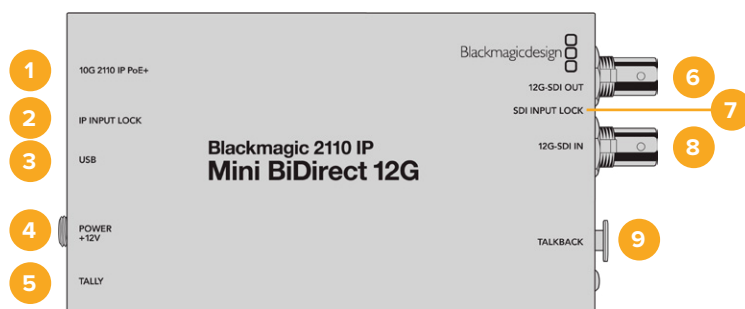 1
10G 2110 IP PoE+
2
IP INPUT LOCK
3
USB
4
POWER
+12V
5
TALLY
Blackmagic 2110 IP
Mini BiDirect 12G
Blackmagicdesign
12G-SDI OUT
6
SDI INPUT LOCK
7
12G-SDI IN
8
TALKBACK
9